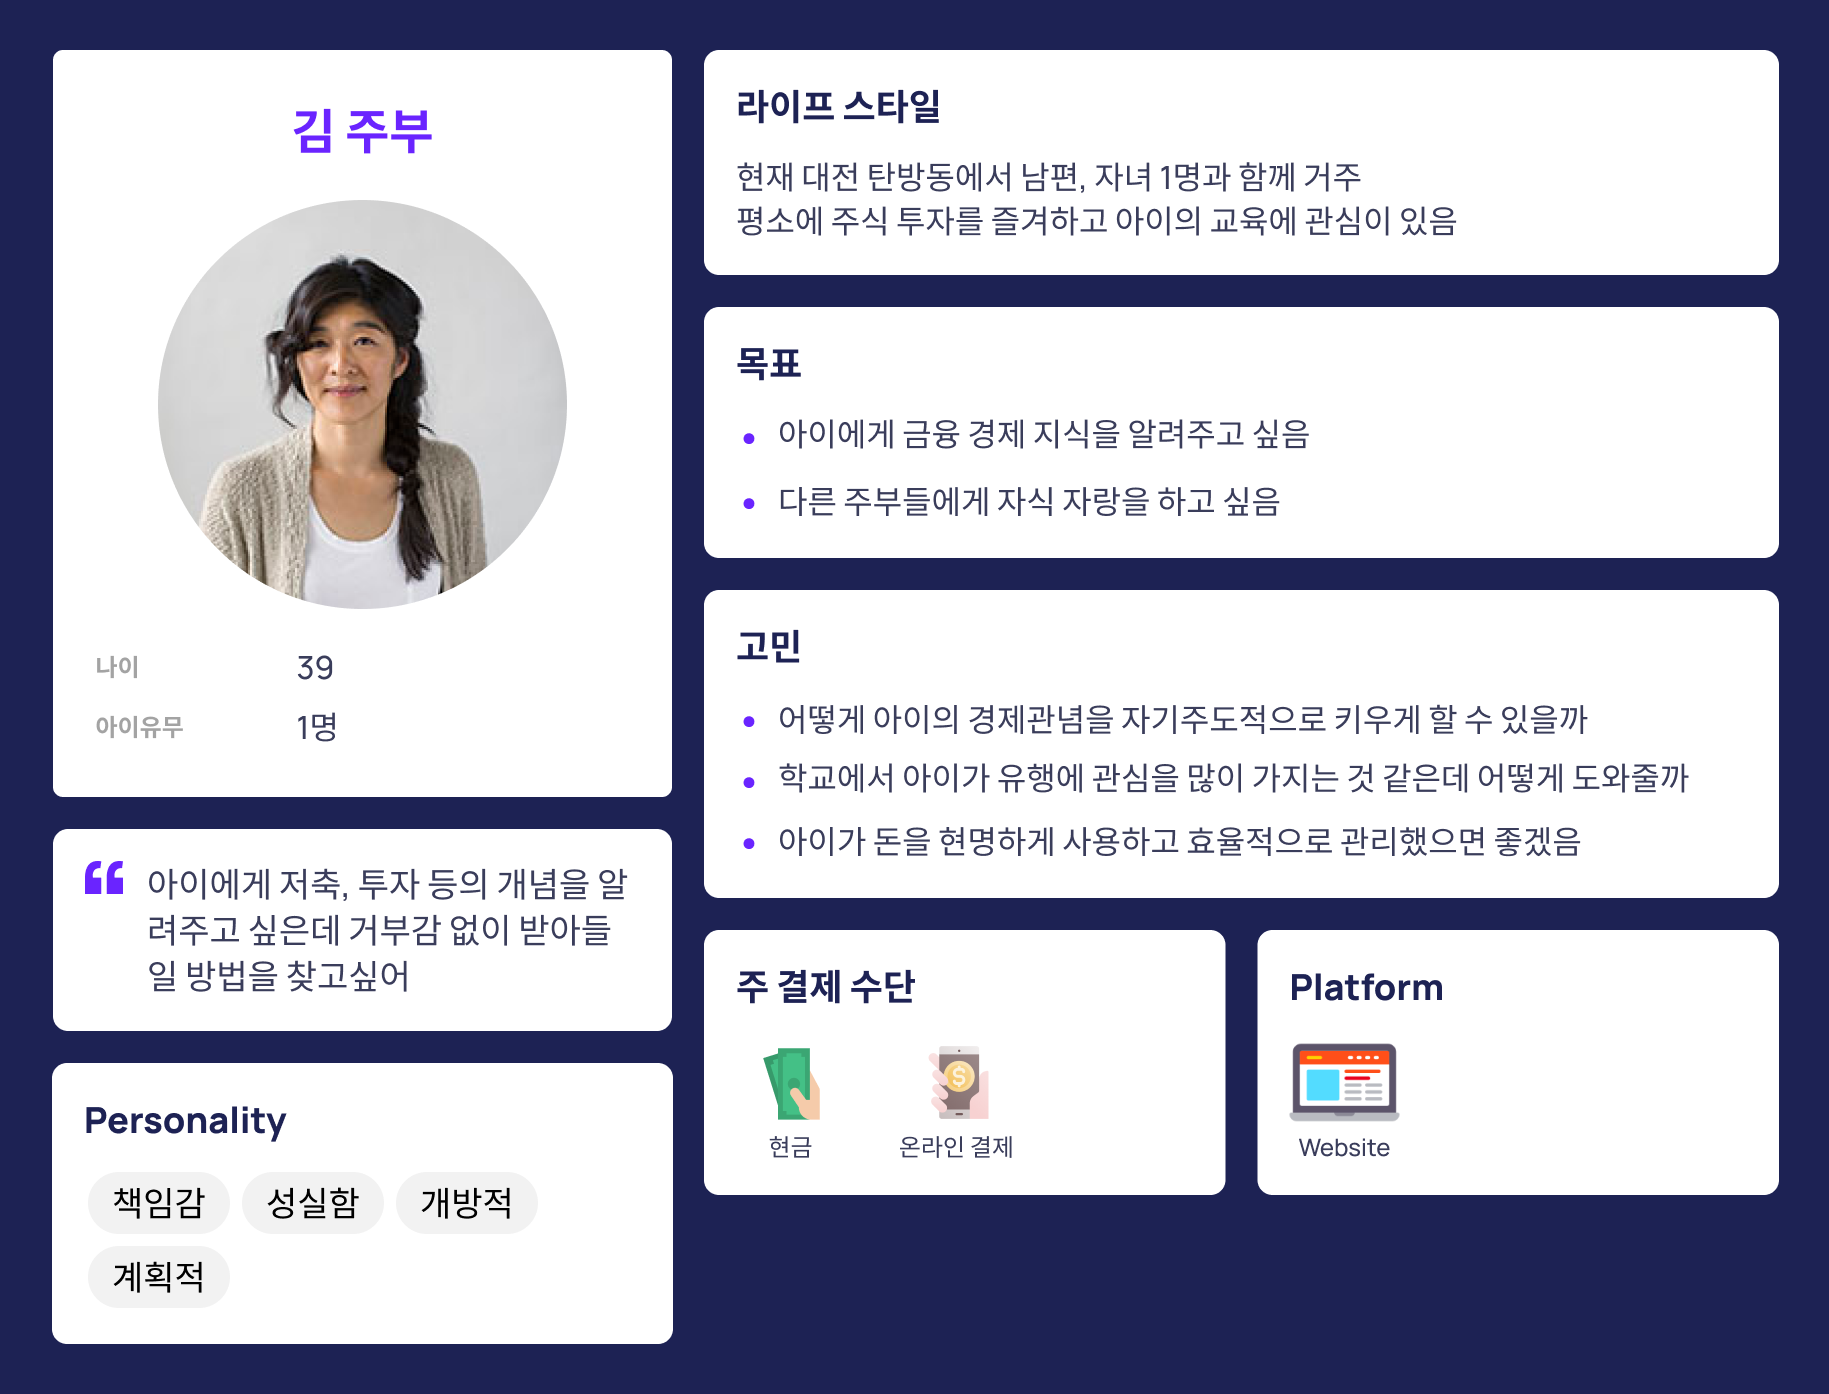 김 주부
나이 39
아이유무 1명
아이에게 저축, 투자 등의 개념을 알
려주고 싶은데 거부감 없이 받아들
일 방법을 찾고싶어
Personality
책임감 성실함 개방적
계획적
라이프 스타일
현재 대전 탄방동에서 남편, 자녀 1명과 함께 거주
평소에 주식 투자를 즐겨하고 아이의 교육에 관심이 있음
목표
• 아이에게 금융 경제 지식을 알려주고 싶음
• 다른 주부들에게 자식 자랑을 하고 싶음
고민
• 어떻게 아이의 경제관념을 자기주도적으로 키우게 할 수 있을까
• 학교에서 아이가 유행에 관심을 많이 가지는 것 같은데 어떻게 도와줄까
• 아이가 돈을 현명하게 사용하고 효율적으로 관리했으면 좋겠음
주 결제 수단
현금 온라인 결제
Platform
Website